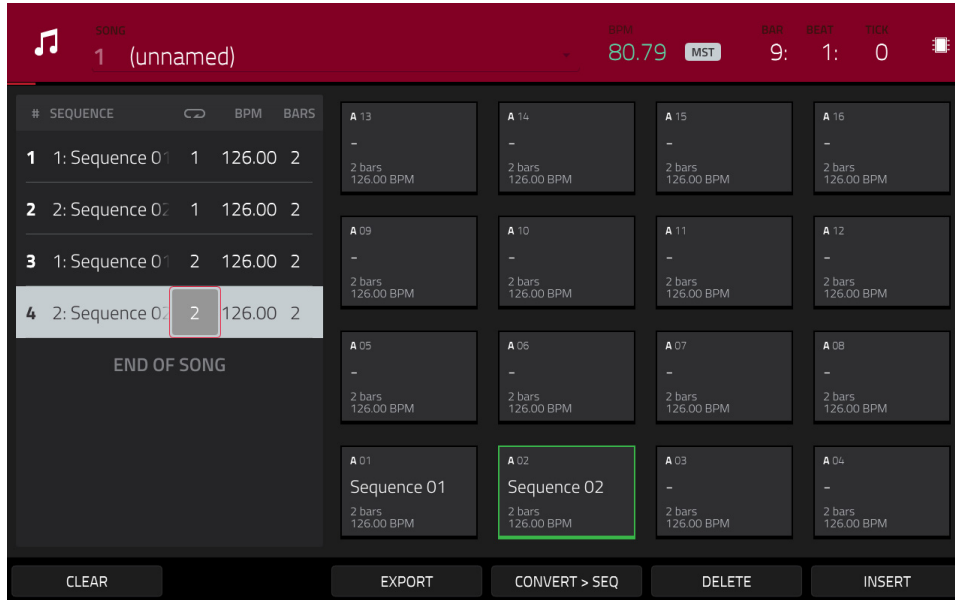 SONG BPM BAR BEAT TICK
1 (unnamed) 80.79 MST 9: 1: 0
# SEQUENCE BPM BARS
1 1: Sequence 01 1 126.00 2
2 2: Sequence 02 1 126.00 2
3 1: Sequence 01 2 126.00 2
4 2: Sequence 02 2 126.00 2
END OF SONG
A 13
-
2 bars
126.00 BPM
A 14
-
2 bars
126.00 BPM
A 15
-
2 bars
126.00 BPM
A 16
-
2 bars
126.00 BPM
A 09
-
2 bars
126.00 BPM
A 10
-
2 bars
126.00 BPM
A 11
-
2 bars
126.00 BPM
A 12
-
2 bars
126.00 BPM
A 05
-
2 bars
126.00 BPM
A 06
-
2 bars
126.00 BPM
A 07
-
2 bars
126.00 BPM
A 08
-
2 bars
126.00 BPM
A 01
Sequence 01
2 bars
126.00 BPM
A 02
Sequence 02
2 bars
126.00 BPM
A 03
-
2 bars
126.00 BPM
A 04
-
2 bars
126.00 BPM
CLEAR EXPORT CONVERT > SEQ DELETE INSERT